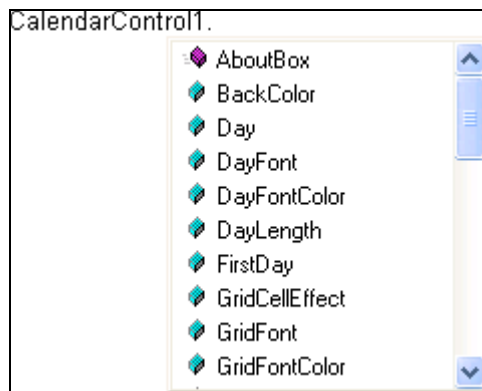 CalendarControl1.
AboutBox
BackColor
Day
DayFont
DayFontColor
DayLength
FirstDay
GridCellEffect
GridFont
GridFontColor